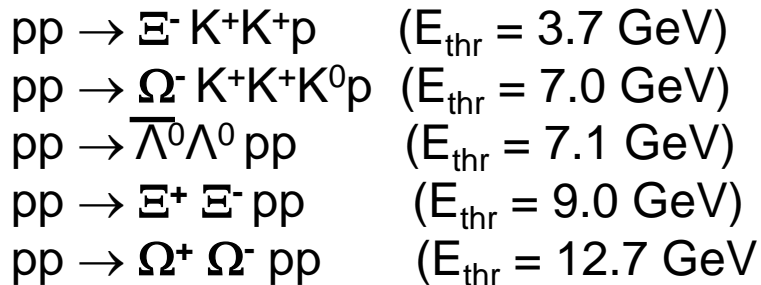 pp → Ξ⁻ K⁺K⁺p (E_thr = 3.7 GeV)
pp → Ω⁻ K⁺K⁺K⁰p (E_thr = 7.0 GeV)
pp → Λ̅⁰Λ⁰ pp (E_thr = 7.1 GeV)
pp → Ξ⁺ Ξ⁻ pp (E_thr = 9.0 GeV)
pp → Ω⁺ Ω⁻ pp (E_thr = 12.7 GeV